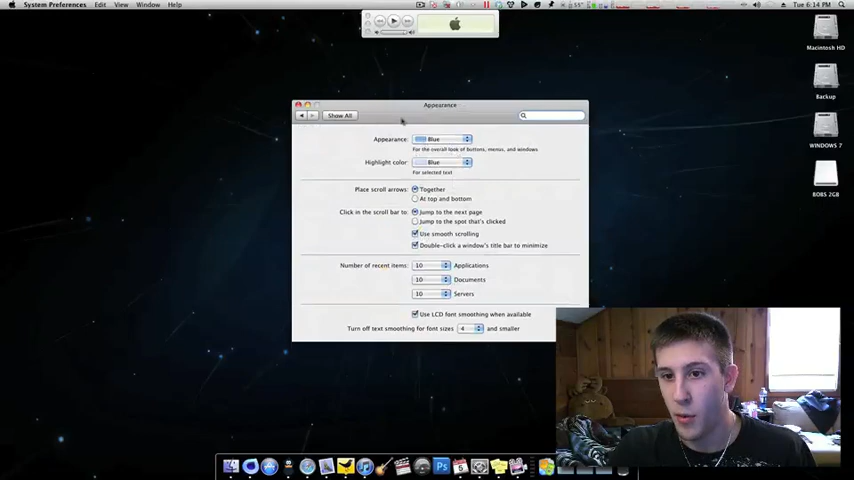 System Preferences Edit View Window Help
Tue 6:14 PM
Macintosh HD
Backup
WINDOWS 7
BOBS 2GB
Appearance
Show All
Appearance: Blue
For the overall look of buttons, menus, and windows
Highlight color: Blue
For selected text
Place scroll arrows: Together
At top and bottom
Click in the scroll bar to: Jump to the next page
Jump to the spot that's clicked
Use smooth scrolling
Double-click a window's title bar to minimize
Number of recent items: 10 Applications
10 Documents
10 Servers
Use LCD font smoothing when available
Turn off text smoothing for font sizes 4 and smaller
Ps